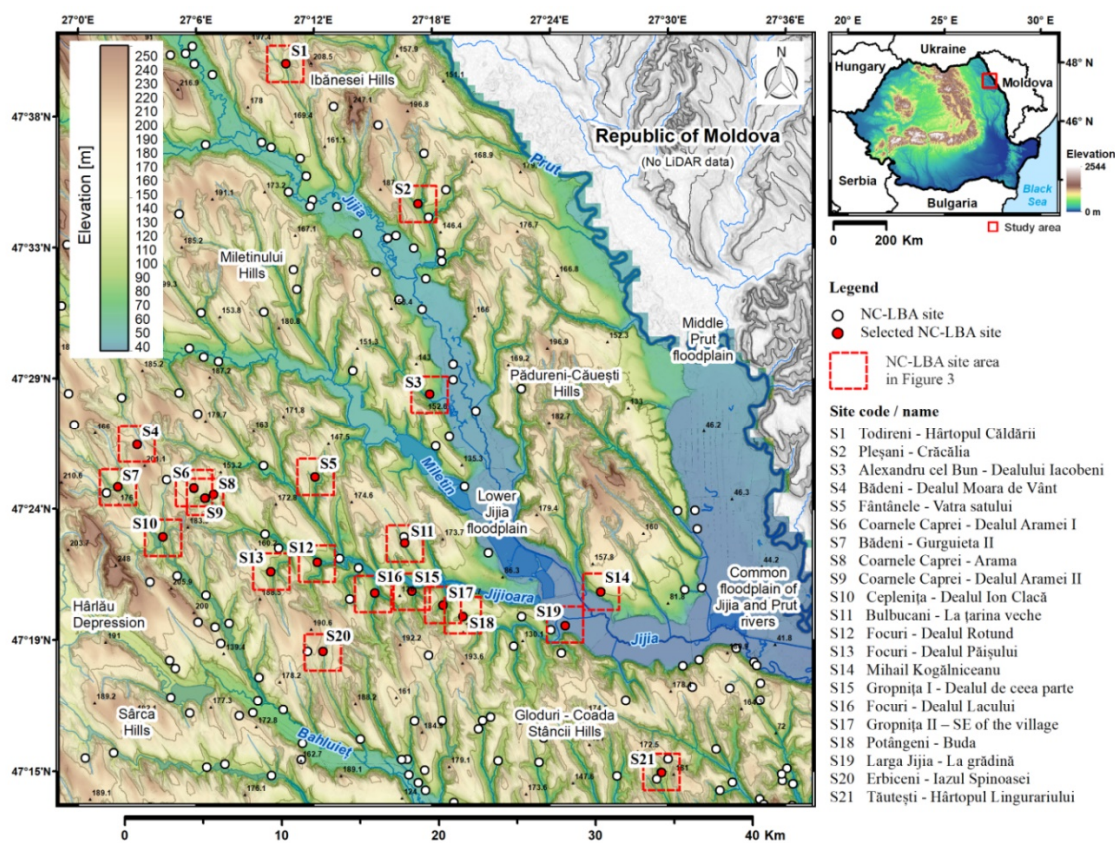 27°0'E
27°6'E
27°12'E
27°18'E
27°24'E
27°30'E
27°36'E
20° E
25° E
30° E
47°38'N
47°33'N
47°29'N
47°24'N
47°19'N
47°15'N
Elevation [m]
250
240
230
220
210
200
190
180
170
160
150
140
130
120
110
100
90
80
70
60
50
40
N
S1
Ibănesei Hills
Republic of Moldova
(No LiDAR data)
Prut
Jijia
S2
Miletinului
Hills
Middle
Prut
floodplain
S3
Pădureni-Căuești
Hills
S4
S5
S6
S7
S8
S9
Miletin
Lower
Jijia
floodplain
S10
S11
S12
S13
S14
S15
S16
S17
S18
S19
Jijioara
Jijia
Common
floodplain of
Jijia and Prut
rivers
Hârlău
Depression
S20
Sârca
Hills
Bahluieț
Gloduri - Coada
Stâncii Hills
S21
0 10 20 30 40 Km
Ukraine
Hungary
Moldova
Serbia
Bulgaria
Black
Sea
48° N
46° N
44° N
Elevation
2544
0 m
0 200 Km
Study area
Legend
NC-LBA site
Selected NC-LBA site
NC-LBA site area
in Figure 3
Site code / name
S1 Todireni - Hârtopul Căldării
S2 Pleșani - Crăcălia
S3 Alexandru cel Bun - Dealului Iacobeni
S4 Bădeni - Dealul Moara de Vânt
S5 Fântânele - Vatra satului
S6 Coarnele Caprei - Dealul Aramei I
S7 Bădeni - Gurguieta II
S8 Coarnele Caprei - Arama
S9 Coarnele Caprei - Dealul Aramei II
S10 Ceplenița - Dealul Ion Clacă
S11 Bulbucani - La țarina veche
S12 Focuri - Dealul Rotund
S13 Focuri - Dealul Păișului
S14 Mihail Kogălniceanu
S15 Gropnița I - Dealul de ceea parte
S16 Focuri - Dealul Lacului
S17 Gropnița II – SE of the village
S18 Potângeni - Buda
S19 Larga Jijia - La grădină
S20 Erbiceni - Iazul Spinoasei
S21 Tăutești - Hârtopul Lingurariului